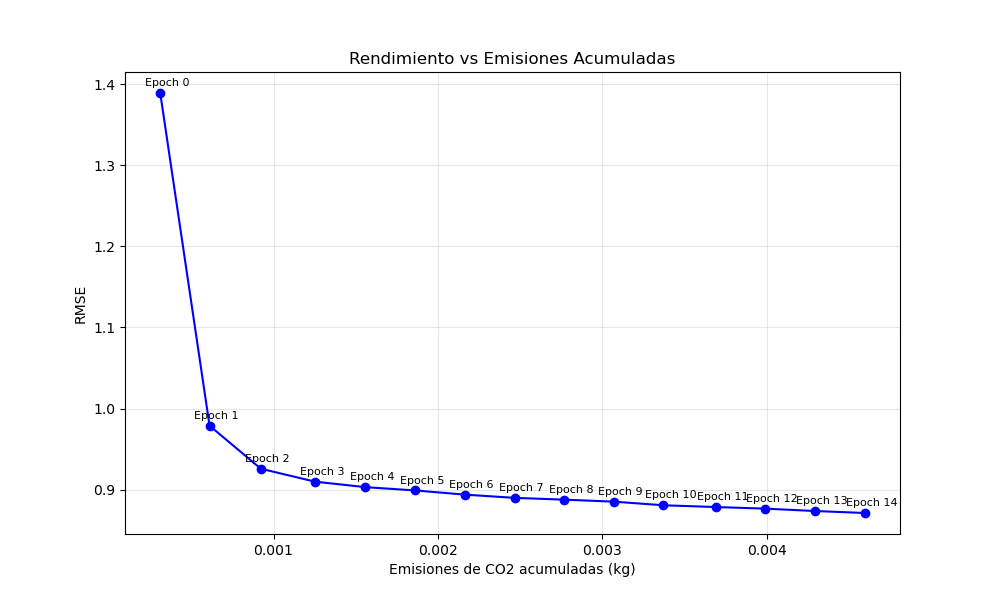 Rendimiento vs Emisiones Acumuladas
RMSE
1.4
1.3
1.2
1.1
1.0
0.9
Epoch 0
Epoch 1
Epoch 2
Epoch 3
Epoch 4
Epoch 5
Epoch 6
Epoch 7
Epoch 8
Epoch 9
Epoch 10
Epoch 11
Epoch 12
Epoch 13
Epoch 14
0.001
0.002
0.003
0.004
Emisiones de CO2 acumuladas (kg)